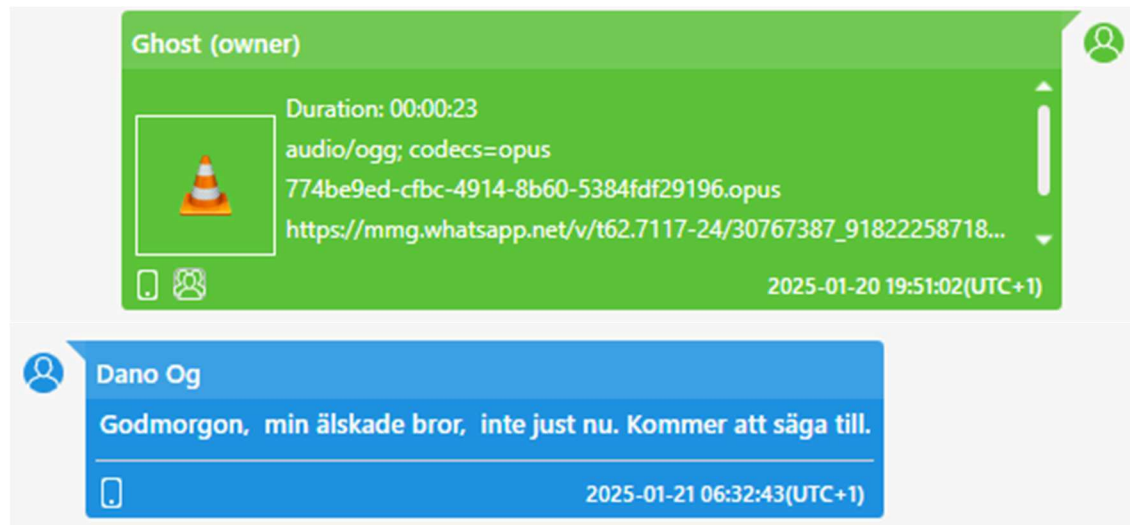 Ghost (owner)
Duration: 00:00:23
audio/ogg; codecs=opus
774be9ed-cfbc-4914-8b60-5384fdf29196.opus
https://mmg.whatsapp.net/v/t62.7117-24/30767387_91822258718...
2025-01-20 19:51:02(UTC+1)
Dano Og
Godmorgon, min älskade bror, inte just nu. Kommer att säga till.
2025-01-21 06:32:43(UTC+1)